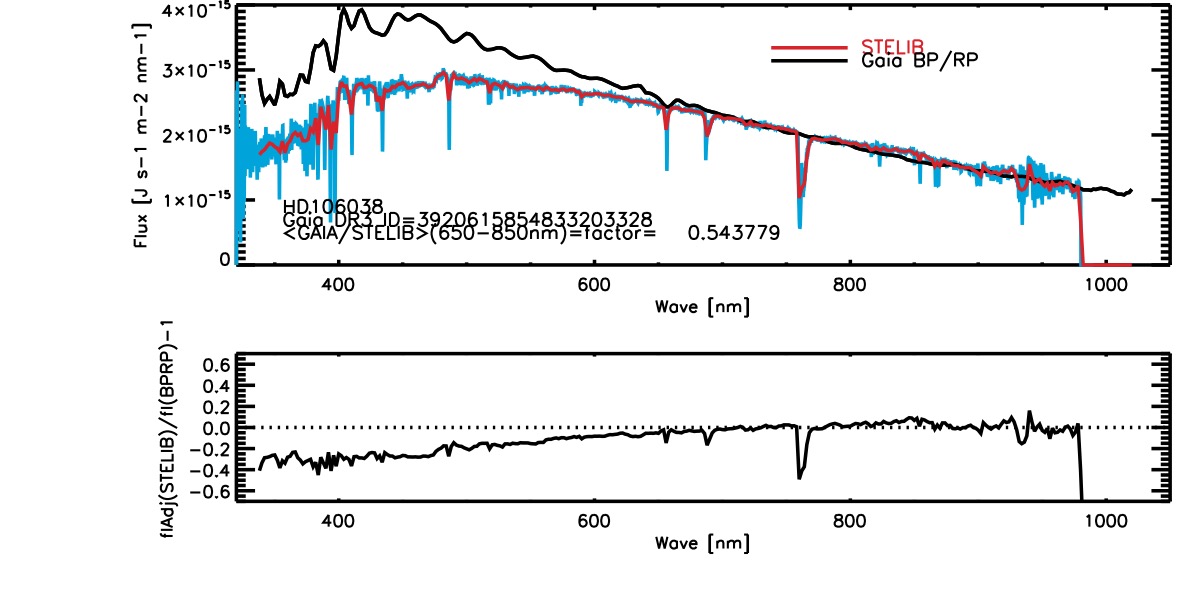 4×10⁻¹⁵
3×10⁻¹⁵
2×10⁻¹⁵
1×10⁻¹⁵
0
Flux [J s−1 m−2 nm−1]
STELIB
Gaia BP/RP
HD106038
Gaia DR3 ID=3920615854833203328
<GAIA/STELIB>(650−850nm)=factor= 0.543779
400 600 800 1000
Wave [nm]
0.6
0.4
0.2
0.0
−0.2
−0.4
−0.6
flAdj(STELIB)/fl(BPRP)−1
400 600 800 1000
Wave [nm]